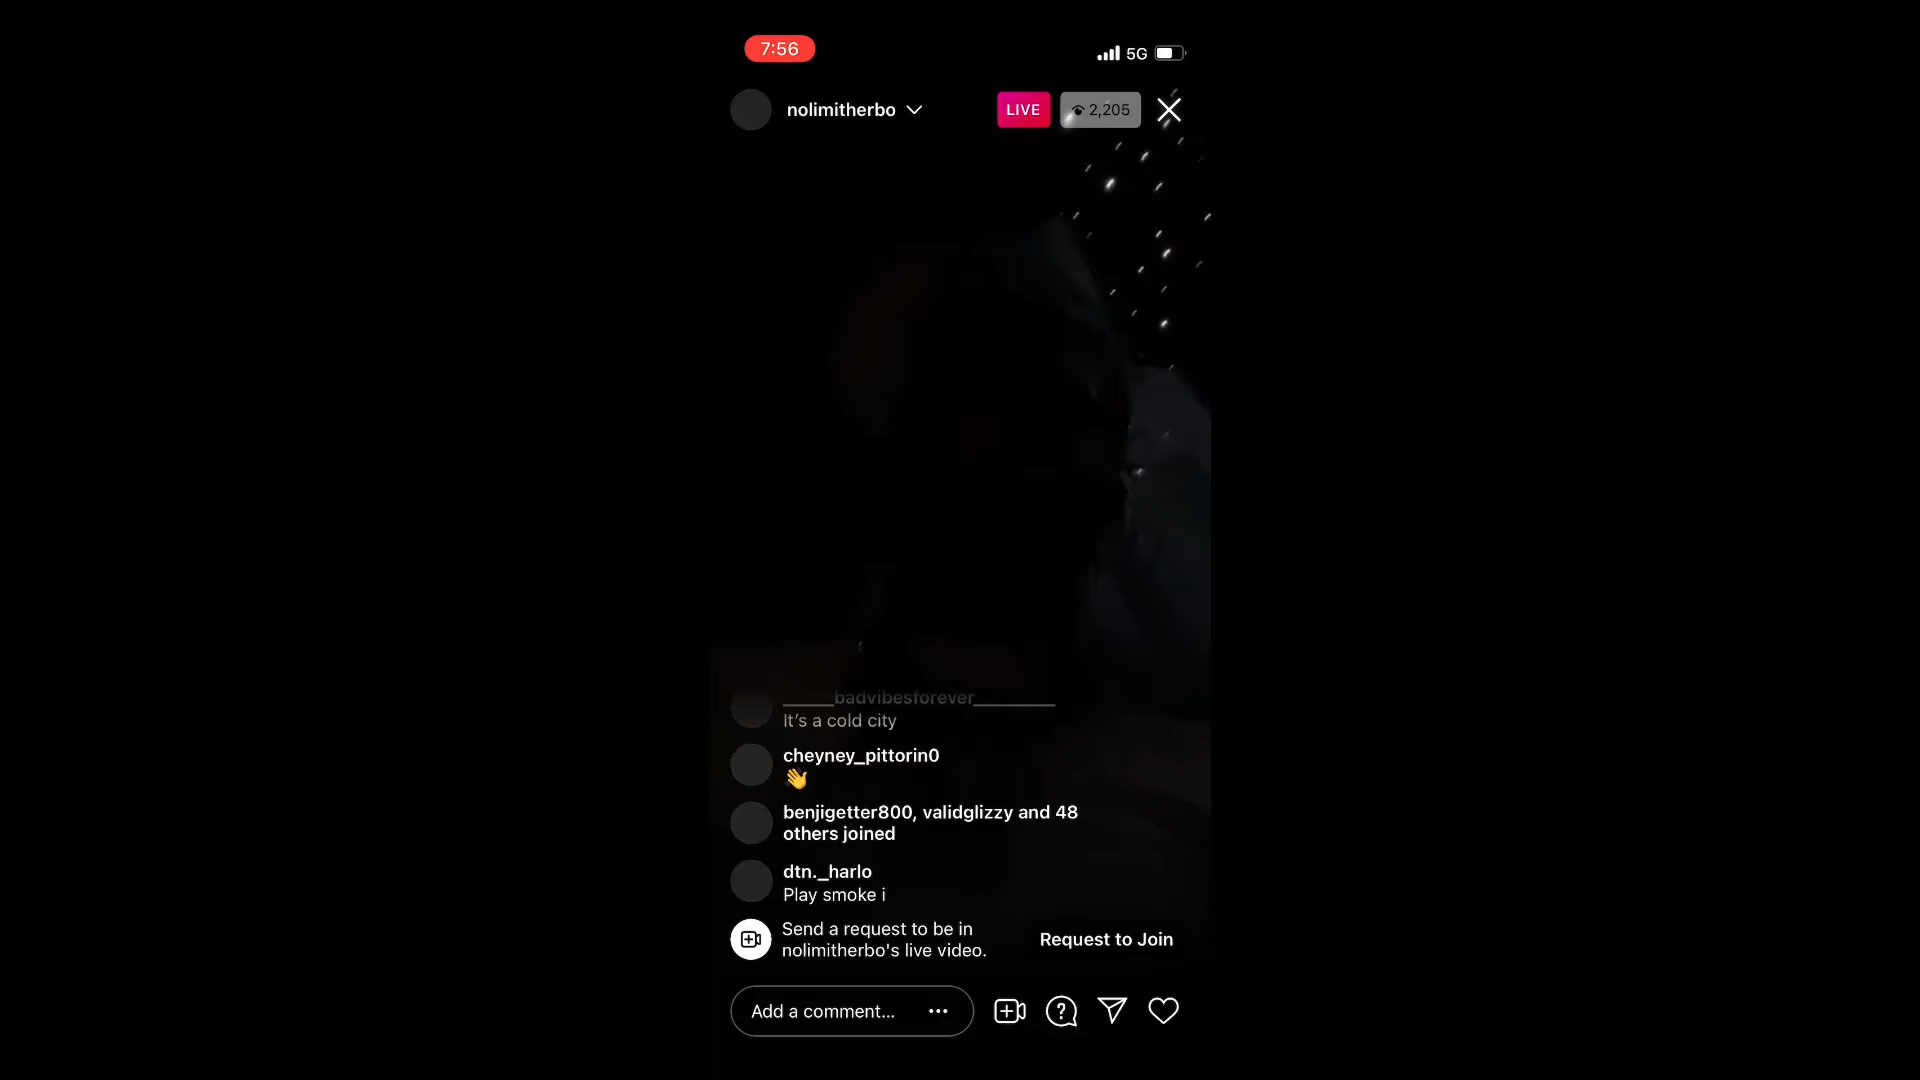 7:56
5G
nolimitherbo
LIVE
2,205
_____badvibesforever________
It’s a cold city
cheyney_pittorin0
👋
benjigetter800, validglizzy and 48
others joined
dtn._harlo
Play smoke i
Send a request to be in
nolimitherbo's live video.
Request to Join
Add a comment...